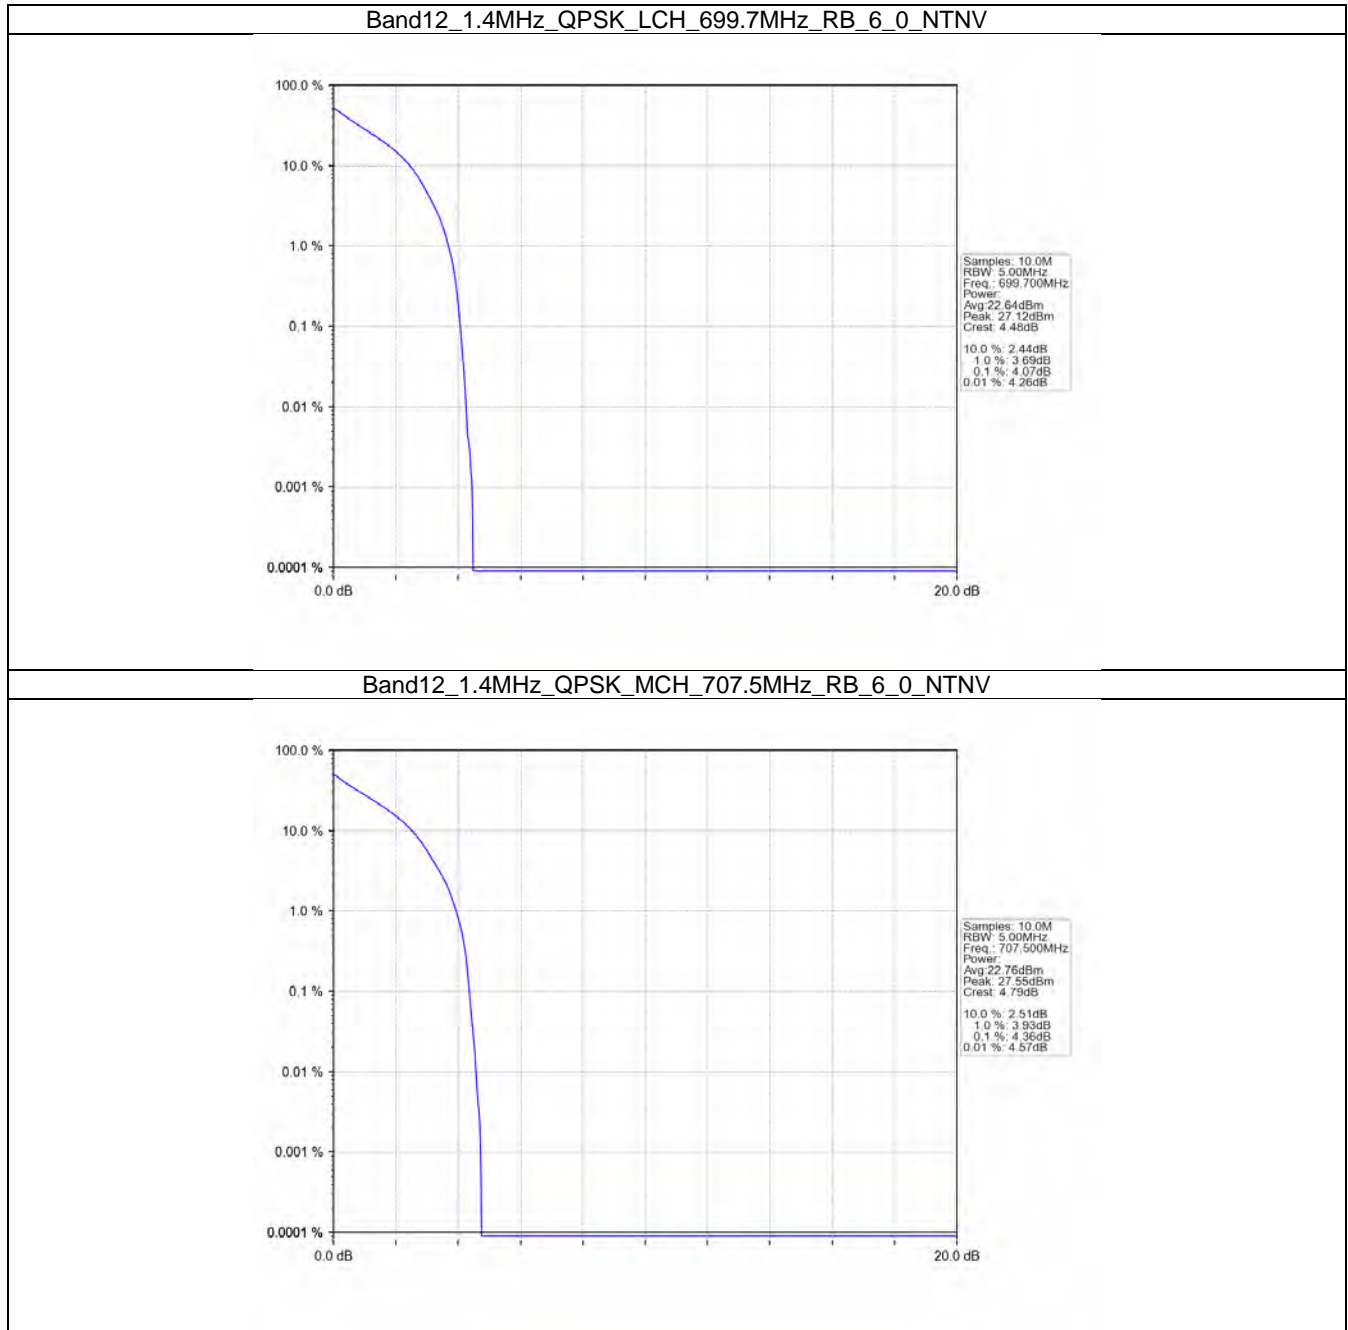 Band12_1.4MHz_QPSK_LCH_699.7MHz_RB_6_0_NTNV
100.0 %
10.0 %
1.0 %
0.1 %
0.01 %
0.001 %
0.0001 %
0.0 dB
20.0 dB
Samples: 10.0M
RBW: 5.00MHz
Freq.: 699.700MHz
Power:
Avg:22.64dBm
Peak: 27.12dBm
Crest: 4.48dB
10.0 %: 2.44dB
1.0 %: 3.69dB
0.1 %: 4.07dB
0.01 %: 4.26dB
Band12_1.4MHz_QPSK_MCH_707.5MHz_RB_6_0_NTNV
100.0 %
10.0 %
1.0 %
0.1 %
0.01 %
0.001 %
0.0001 %
0.0 dB
20.0 dB
Samples: 10.0M
RBW: 5.00MHz
Freq.: 707.500MHz
Power:
Avg:22.76dBm
Peak: 27.55dBm
Crest: 4.79dB
10.0 %: 2.51dB
1.0 %: 3.93dB
0.1 %: 4.36dB
0.01 %: 4.57dB